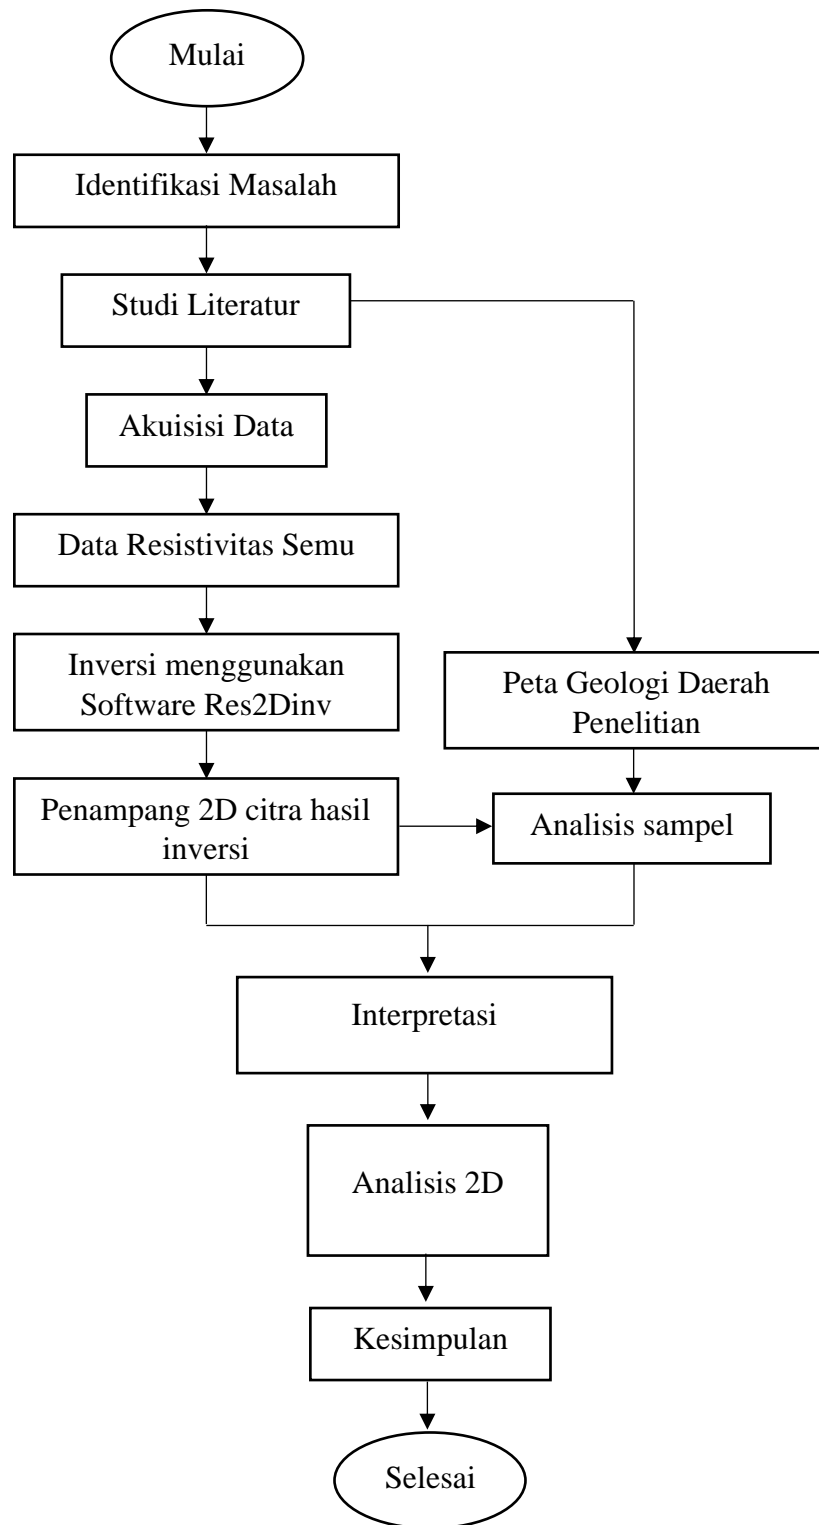 Mulai
Identifikasi Masalah
Studi Literatur
Akuisisi Data
Data Resistivitas Semu
Inversi menggunakan
Software Res2Dinv
Peta Geologi Daerah
Penelitian
Penampang 2D citra hasil
inversi
Analisis sampel
Interpretasi
Analisis 2D
Kesimpulan
Selesai